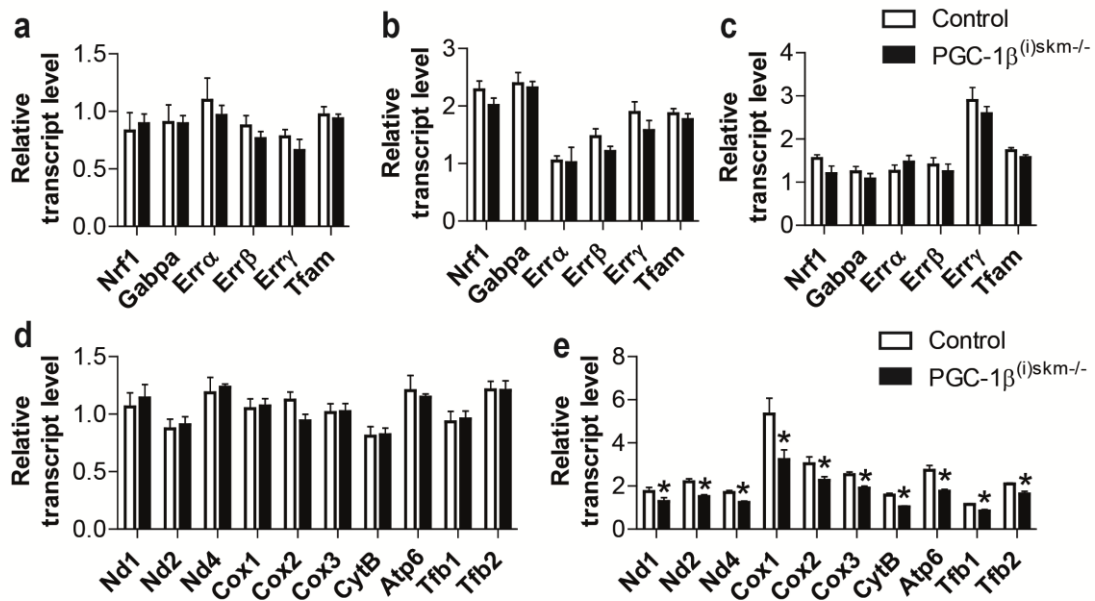 a
Relative
transcript level
1.5
1.0
0.5
0.0
Nrf1
Gabpa
Errα
Errβ
Errγ
Tfam
b
Relative
transcript level
3
2
1
0
Nrf1
Gabpa
Errα
Errβ
Errγ
Tfam
c
Control
PGC-1β(i)skm-/-
Relative
transcript level
4
3
2
1
0
Nrf1
Gabpa
Errα
Errβ
Errγ
Tfam
d
Relative
transcript level
1.5
1.0
0.5
0.0
Nd1
Nd2
Nd4
Cox1
Cox2
Cox3
CytB
Atp6
Tfb1
Tfb2
e
Control
PGC-1β(i)skm-/-
Relative
transcript level
8
6
4
2
0
* * * * * * * * * *
Nd1
Nd2
Nd4
Cox1
Cox2
Cox3
CytB
Atp6
Tfb1
Tfb2